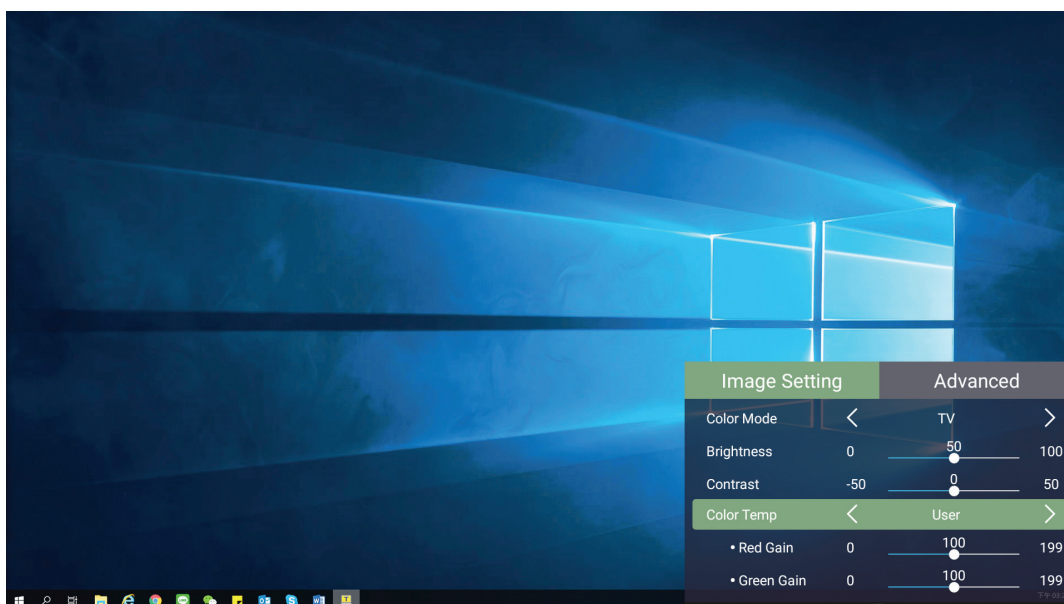 Image Setting Advanced
Color Mode TV
Brightness 0 50 100
Contrast -50 0 50
Color Temp User
• Red Gain 0 100 199
• Green Gain 0 100 199